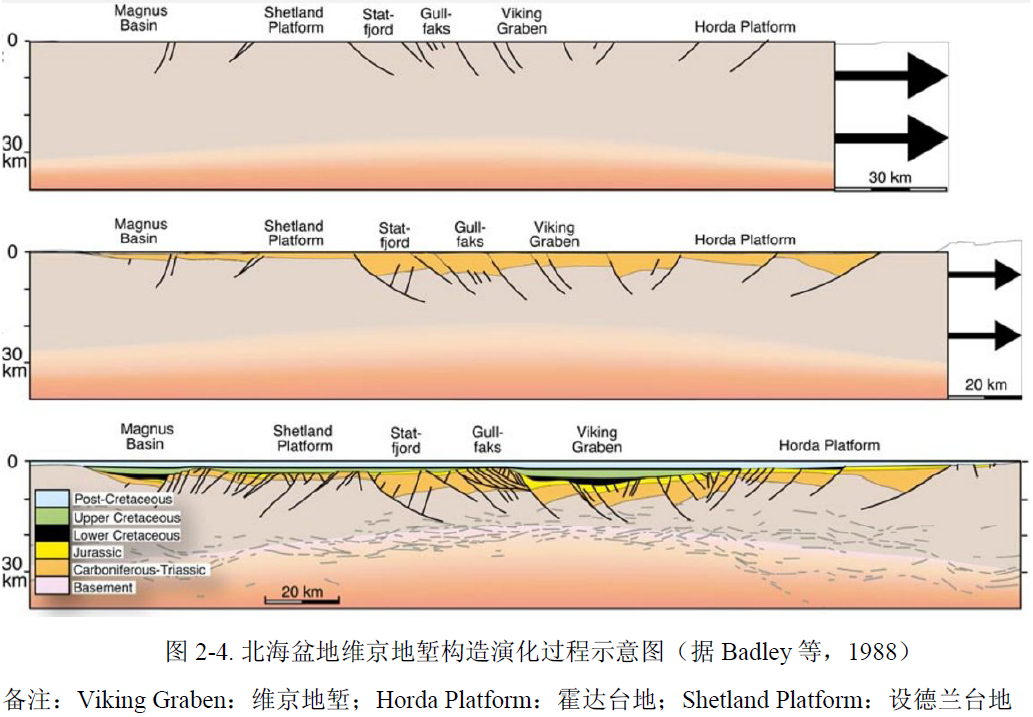 Magnus Basin
Shetland Platform
Stat-fjord
Gull-faks
Viking Graben
Horda Platform
0
30 km
30 km
Magnus Basin
Shetland Platform
Stat-fjord
Gull-faks
Viking Graben
Horda Platform
0
30 km
20 km
Magnus Basin
Shetland Platform
Stat-fjord
Gull-faks
Viking Graben
Horda Platform
0
Post-Cretaceous
Upper Cretaceous
Lower Cretaceous
Jurassic
Carboniferous-Triassic
Basement
30 km
20 km
图 2-4. 北海盆地维京地堑构造演化过程示意图（据 Badley 等，1988）
备注：Viking Graben：维京地堑；Horda Platform：霍达台地；Shetland Platform：设德兰台地